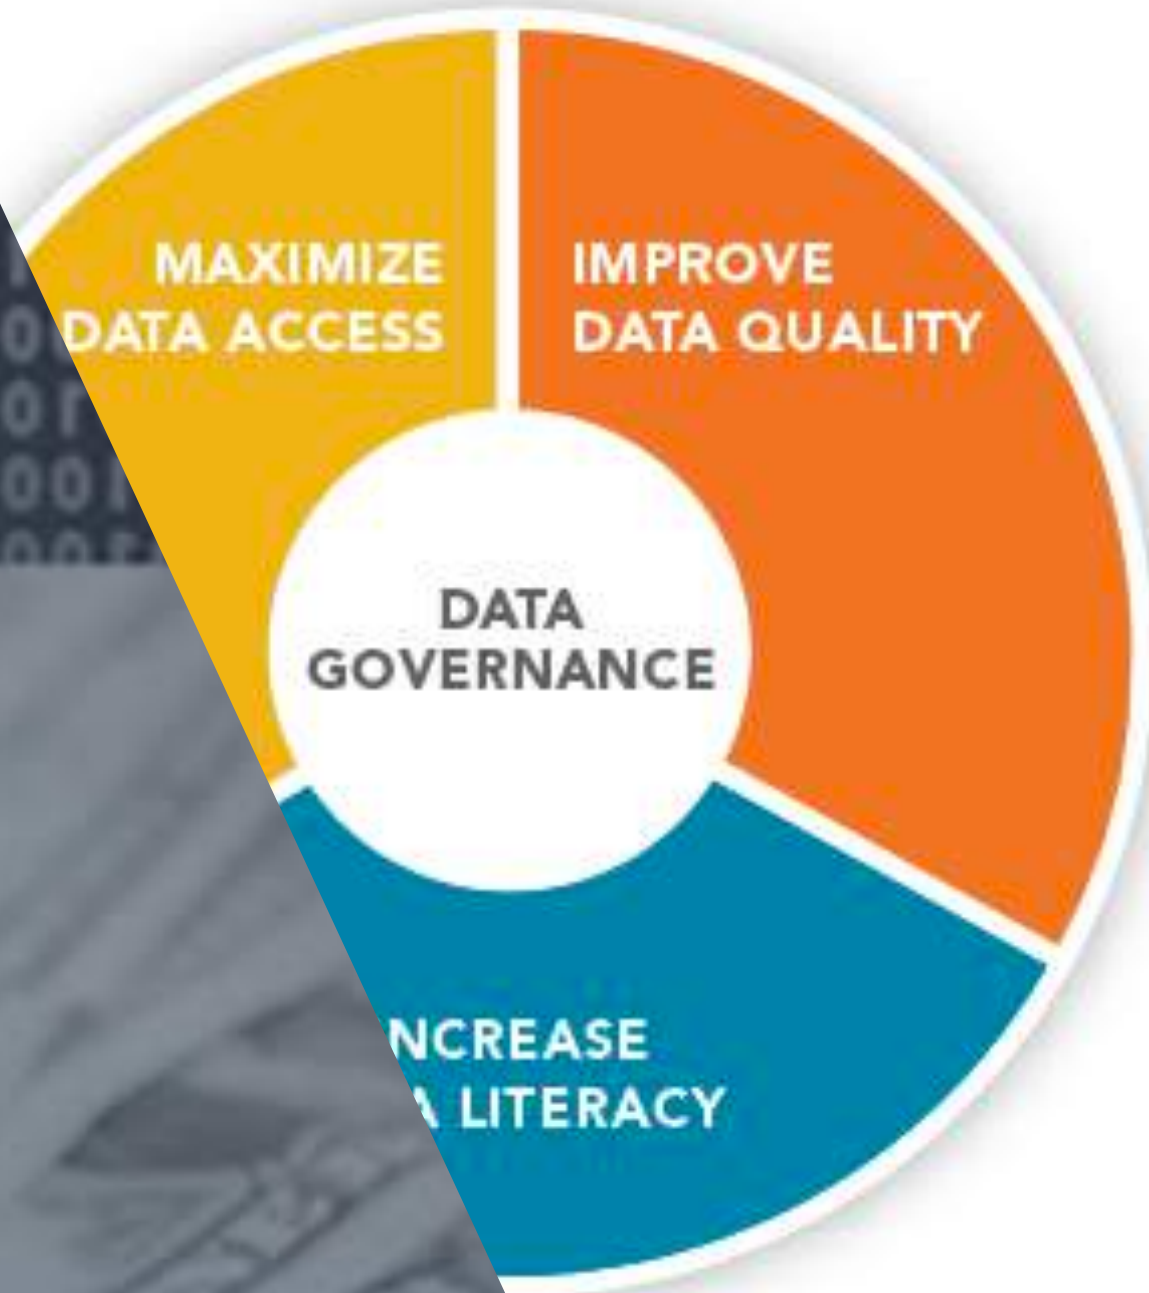 MAXIMIZE
DATA ACCESS
IMPROVE
DATA QUALITY
DATA
GOVERNANCE
NCREASE
A LITERACY